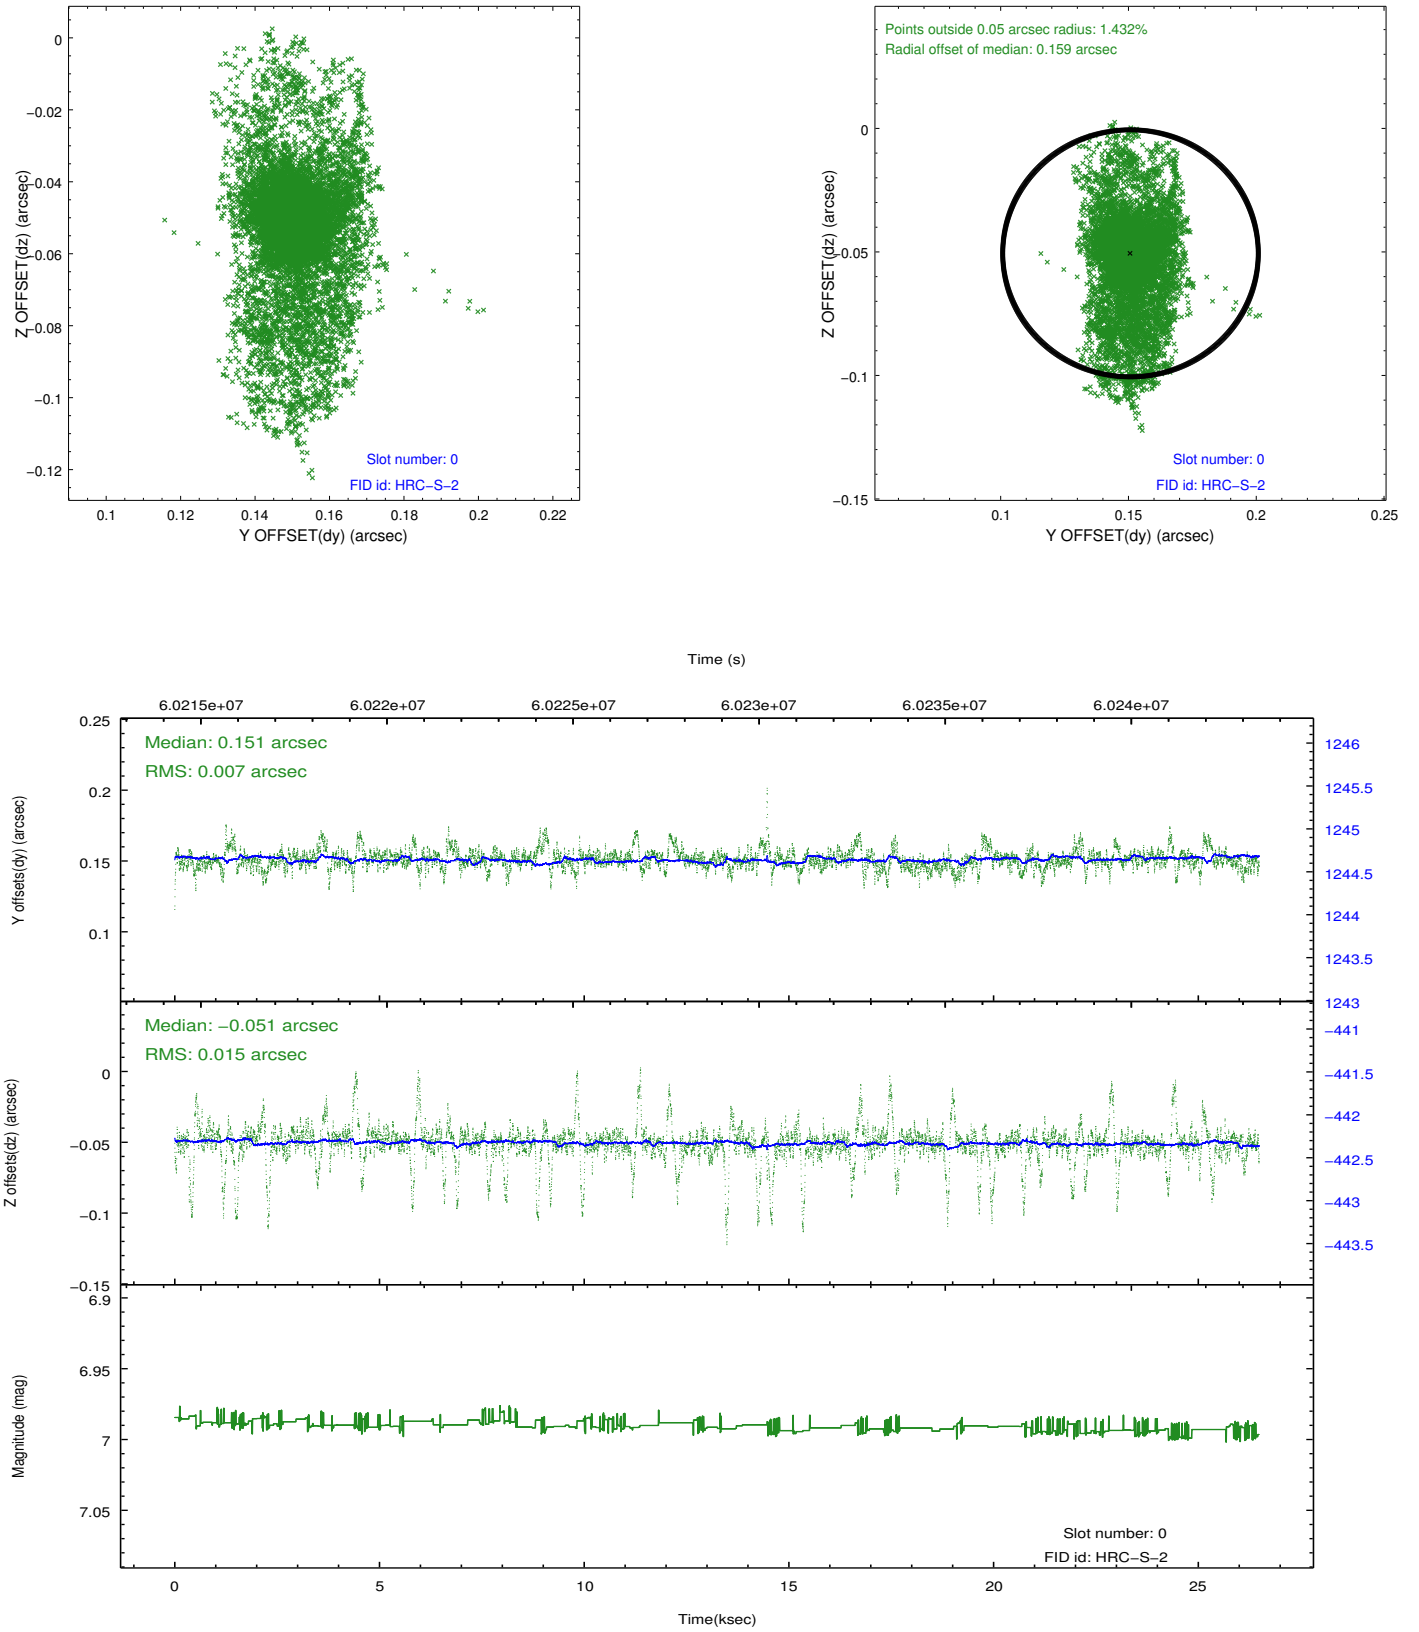 0
−0.02
−0.04
−0.06
−0.08
−0.1
−0.12
Z OFFSET(dz) (arcsec)
Slot number: 0
FID id: HRC−S−2
0.1 0.12 0.14 0.16 0.18 0.2 0.22
Y OFFSET(dy) (arcsec)
Points outside 0.05 arcsec radius: 1.432%
Radial offset of median: 0.159 arcsec
0
−0.05
−0.1
−0.15
Z OFFSET(dz) (arcsec)
Slot number: 0
FID id: HRC−S−2
0.1 0.15 0.2 0.25
Y OFFSET(dy) (arcsec)
Time (s)
6.0215e+07 6.022e+07 6.0225e+07 6.023e+07 6.0235e+07 6.024e+07
Median: 0.151 arcsec
RMS: 0.007 arcsec
0.25
0.2
0.15
0.1
Y offsets(dy) (arcsec)
1246
1245.5
1245
1244.5
1244
1243.5
1243
Median: −0.051 arcsec
RMS: 0.015 arcsec
0
−0.05
−0.1
−0.15
Z offsets(dz) (arcsec)
−441
−441.5
−442
−442.5
−443
−443.5
6.9
6.95
7
7.05
Magnitude (mag)
Slot number: 0
FID id: HRC−S−2
0 5 10 15 20 25
Time(ksec)